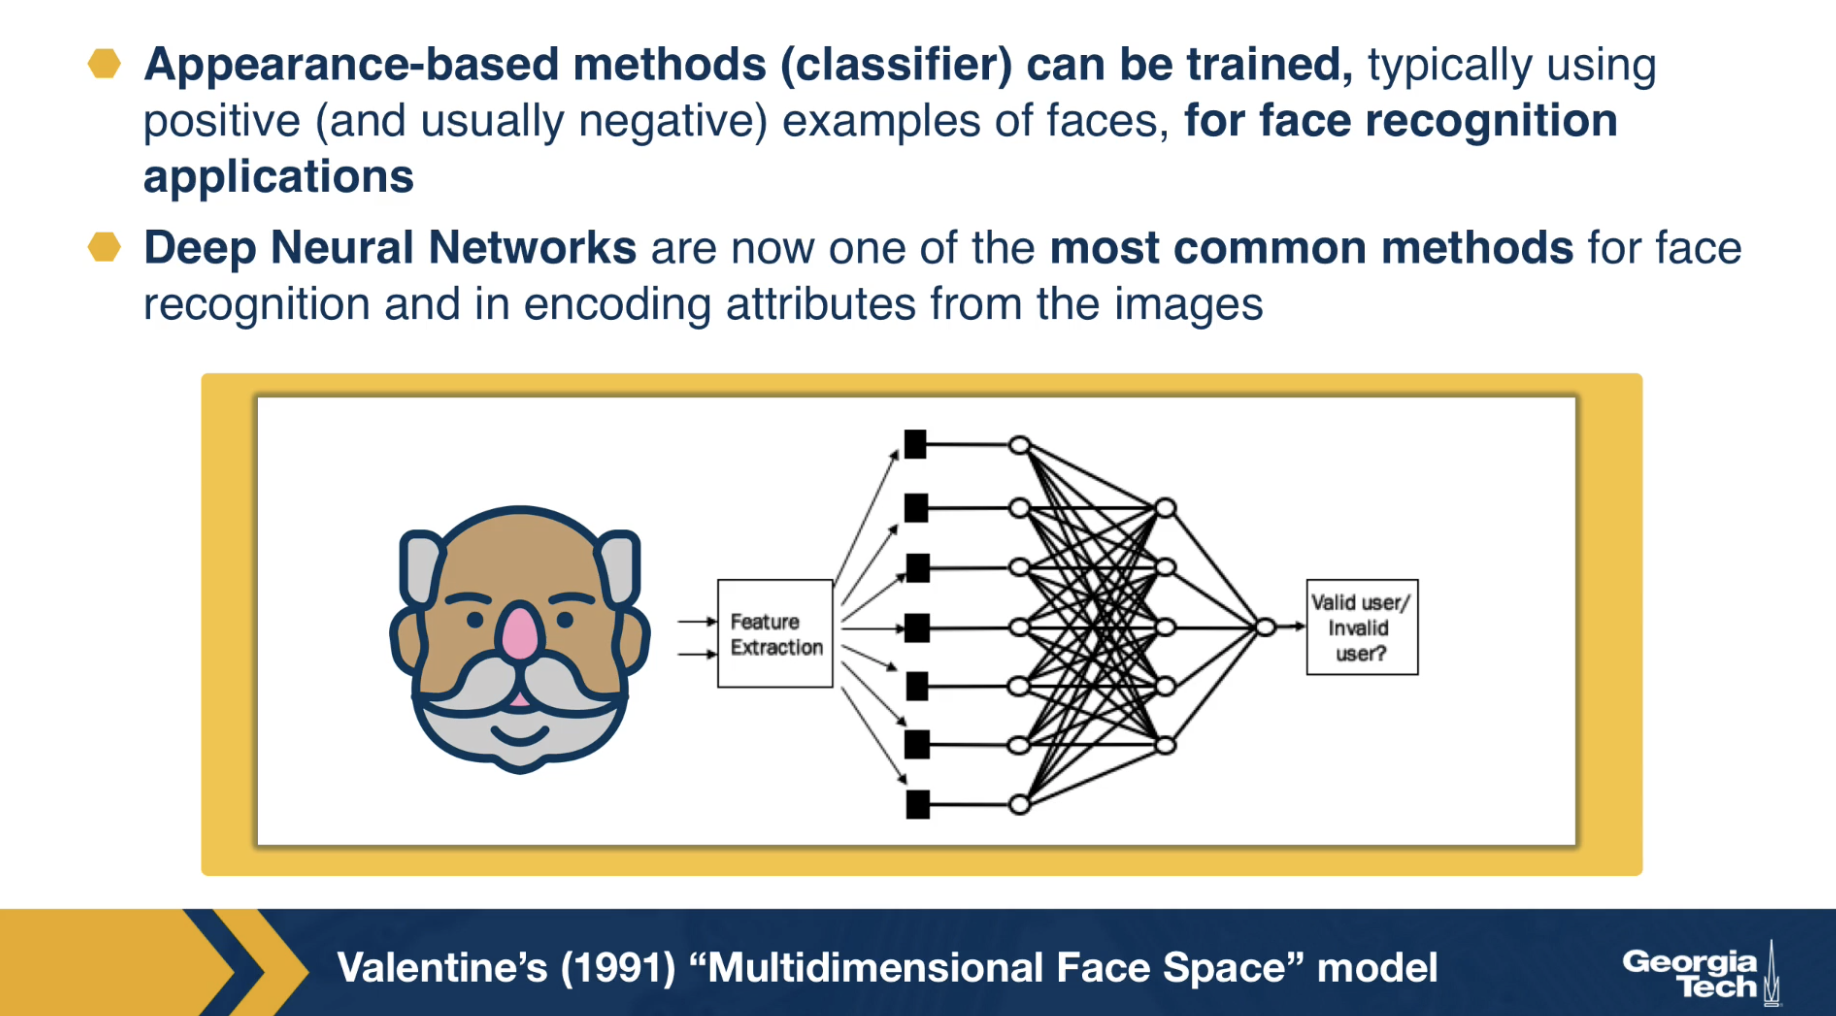 Appearance-based methods (classifier) can be trained, typically using
positive (and usually negative) examples of faces, for face recognition
applications
Deep Neural Networks are now one of the most common methods for face
recognition and in encoding attributes from the images
Feature
Extraction
Valid user/
Invalid
user?
Valentine's (1991) “Multidimensional Face Space” model
Georgia
Tech